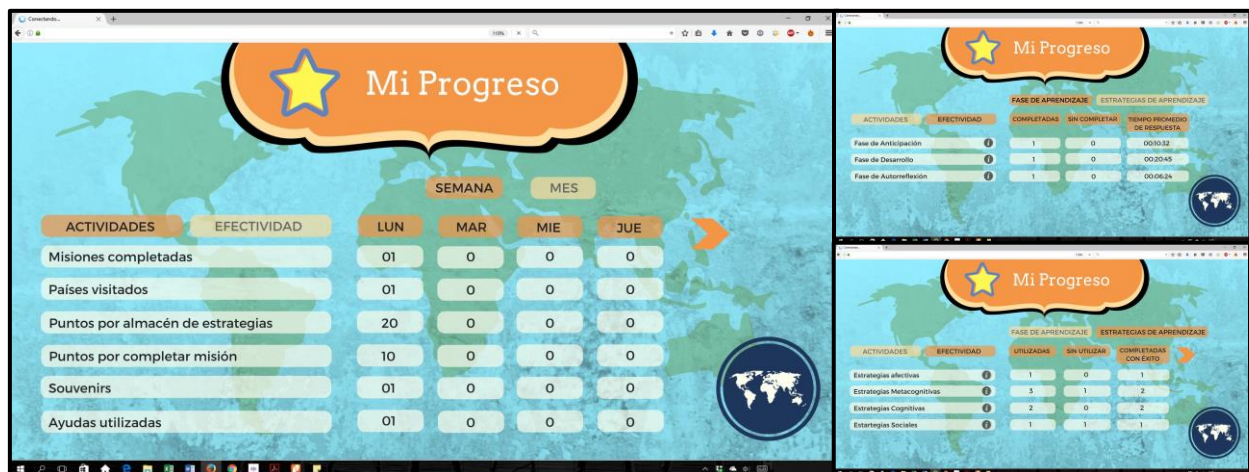 Conectando...
110%
Mi Progreso
SEMANA MES
ACTIVIDADES EFECTIVIDAD LUN MAR MIE JUE
Misiones completadas 01 0 0 0
Países visitados 01 0 0 0
Puntos por almacén de estrategias 20 0 0 0
Puntos por completar misión 10 0 0 0
Souvenirs 01 0 0 0
Ayudas utilizadas 01 0 0 0
Mi Progreso
FASE DE APRENDIZAJE ESTRATEGIAS DE APRENDIZAJE
ACTIVIDADES EFECTIVIDAD COMPLETADAS SIN COMPLETAR TIEMPO PROMEDIO
DE RESPUESTA
Fase de Anticipación i 1 0 00:10:32
Fase de Desarrollo i 1 0 00:20:45
Fase de Autorreflexión i 1 0 00:06:24
Mi Progreso
FASE DE APRENDIZAJE ESTRATEGIAS DE APRENDIZAJE
ACTIVIDADES EFECTIVIDAD UTILIZADAS SIN UTILIZAR COMPLETADAS
CON ÉXITO
Estrategias afectivas i 1 0 1
Estrategias Metacognitivas i 3 1 2
Estrategias Cognitivas i 2 0 2
Estartegias Sociales i 1 1 1